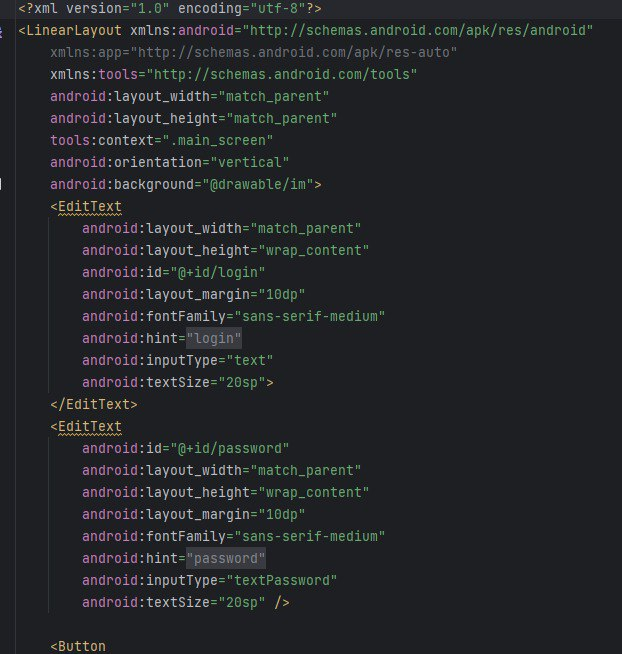 <?xml version="1.0" encoding="utf-8"?>
<LinearLayout xmlns:android="http://schemas.android.com/apk/res/android"
    xmlns:app="http://schemas.android.com/apk/res-auto"
    xmlns:tools="http://schemas.android.com/tools"
    android:layout_width="match_parent"
    android:layout_height="match_parent"
    tools:context=".main_screen"
    android:orientation="vertical"
    android:background="@drawable/im">
    <EditText
        android:layout_width="match_parent"
        android:layout_height="wrap_content"
        android:id="@+id/login"
        android:layout_margin="10dp"
        android:fontFamily="sans-serif-medium"
        android:hint="login"
        android:inputType="text"
        android:textSize="20sp">
    </EditText>
    <EditText
        android:id="@+id/password"
        android:layout_width="match_parent"
        android:layout_height="wrap_content"
        android:layout_margin="10dp"
        android:fontFamily="sans-serif-medium"
        android:hint="password"
        android:inputType="textPassword"
        android:textSize="20sp" />
    <Button